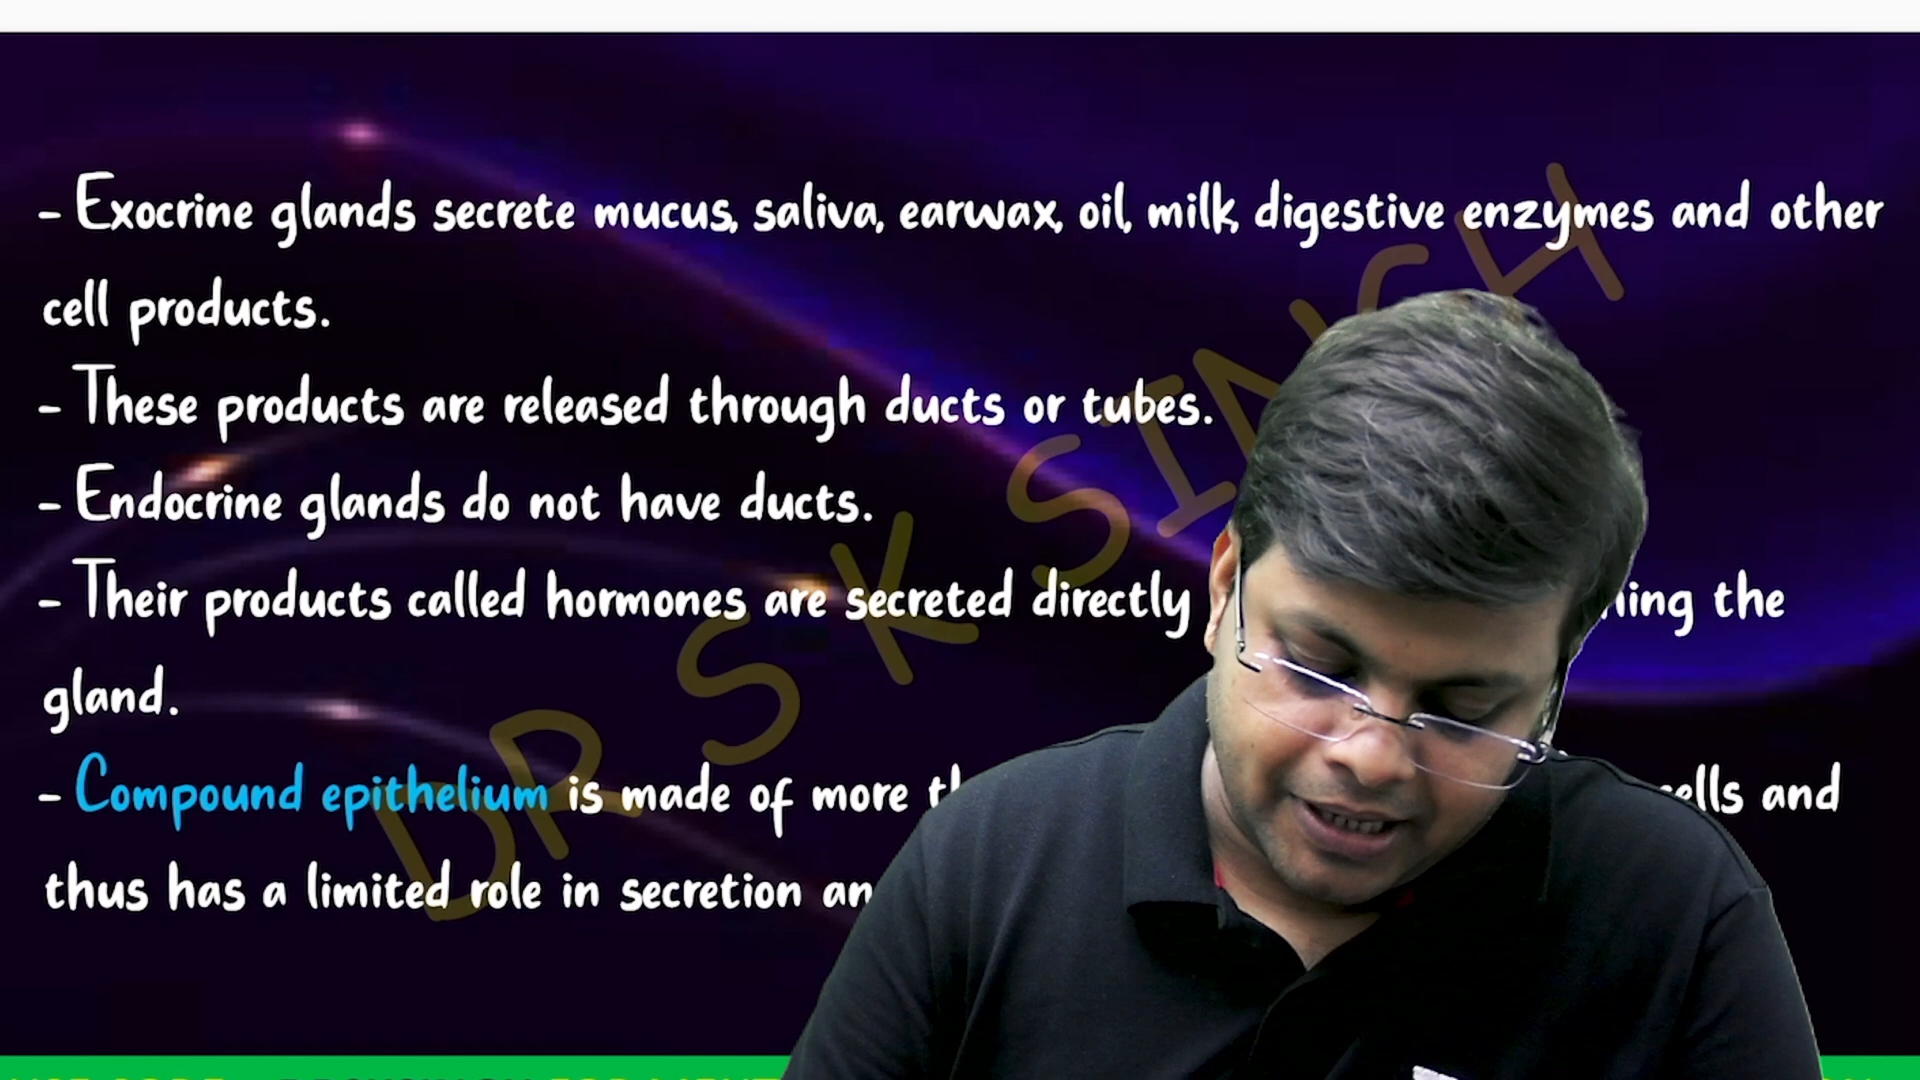 - Exocrine glands secrete mucus, saliva, earwax, oil, milk, digestive enzymes and other
cell products.
- These products are released through ducts or tubes.
- Endocrine glands do not have ducts.
- Their products called hormones are secreted directly the
gland.
- Compound epithelium is made of more and
thus has a limited role in secretion
DR S K SINGH